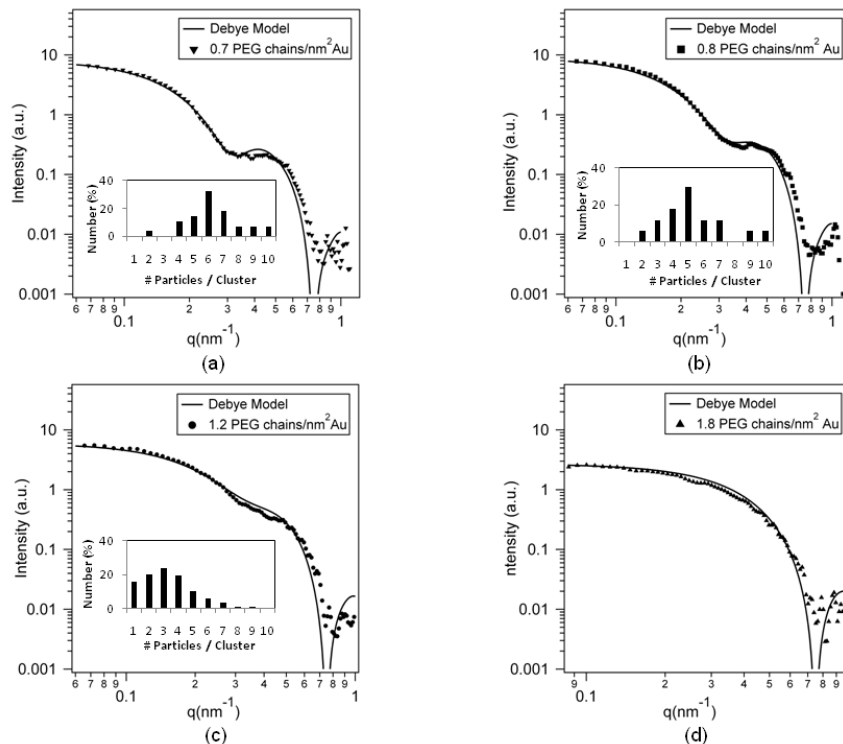 Debye Model
0.7 PEG chains/nm²Au
10
1
0.1
0.01
0.001
Intensity (a.u.)
40
20
0
Number (%)
1 2 3 4 5 6 7 8 9 10
# Particles / Cluster
6 7 8 9 0.1 2 3 4 5 6 7 8 9 1
q(nm⁻¹)
(a)
Debye Model
0.8 PEG chains/nm²Au
10
1
0.1
0.01
0.001
Intensity (a.u.)
40
20
0
Number (%)
1 2 3 4 5 6 7 8 9 10
# Particles / Cluster
6 7 8 9 0.1 2 3 4 5 6 7 8 9 1
q(nm⁻¹)
(b)
Debye Model
1.2 PEG chains/nm²Au
10
1
0.1
0.01
0.001
Intensity (a.u.)
40
20
0
Number (%)
1 2 3 4 5 6 7 8 9 10
# Particles / Cluster
6 7 8 9 0.1 2 3 4 5 6 7 8 9 1
q(nm⁻¹)
(c)
Debye Model
1.8 PEG chains/nm² Au
10
1
0.1
0.01
0.001
ntensity (a.u.)
9 0.1 2 3 4 5 6 7 8 9
q(nm⁻¹)
(d)